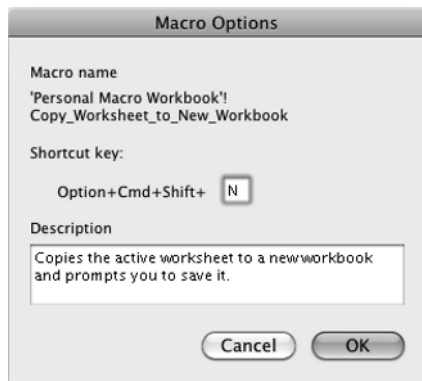 Macro Options
Macro name
'Personal Macro Workbook'!
Copy_Worksheet_to_New_Workbook
Shortcut key:
Option+Cmd+Shift+ N
Description
Copies the active worksheet to a new workbook
and prompts you to save it.
Cancel OK